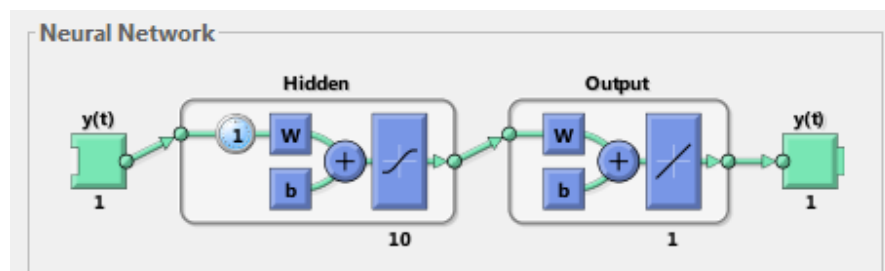 Neural Network
Hidden Output
y(t) y(t)
1 W W
+ +
b b
1 1
10 1